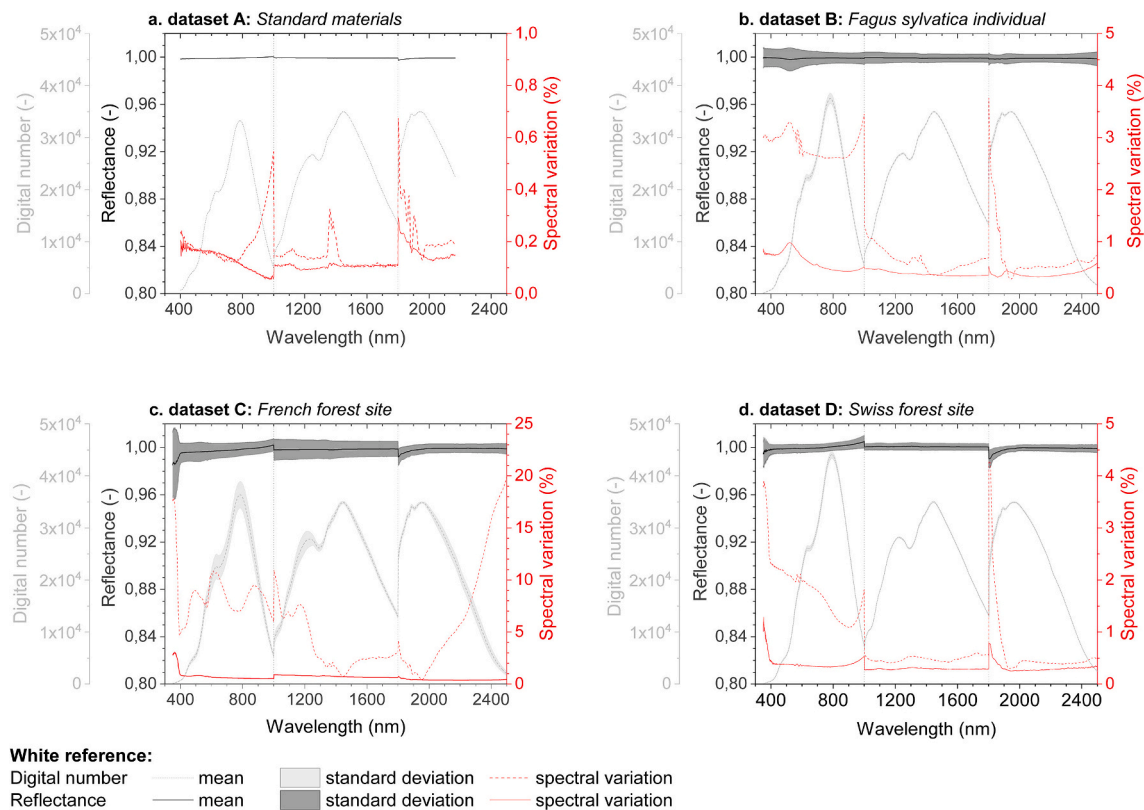 a. dataset A: Standard materials
5x10⁴
4x10⁴
3x10⁴
2x10⁴
1x10⁴
0
Digital number (-)
1,00
0,96
0,92
0,88
0,84
0,80
Reflectance (-)
1,0
0,8
0,6
0,4
0,2
0,0
Spectral variation (%)
400 800 1200 1600 2000 2400
Wavelength (nm)
b. dataset B: Fagus sylvatica individual
5x10⁴
4x10⁴
3x10⁴
2x10⁴
1x10⁴
0
Digital number (-)
1,00
0,96
0,92
0,88
0,84
0,80
Reflectance (-)
5
4
3
2
1
0
Spectral variation (%)
400 800 1200 1600 2000 2400
Wavelength (nm)
c. dataset C: French forest site
5x10⁴
4x10⁴
3x10⁴
2x10⁴
1x10⁴
0
Digital number (-)
1,00
0,96
0,92
0,88
0,84
0,80
Reflectance (-)
25
20
15
10
5
0
Spectral variation (%)
400 800 1200 1600 2000 2400
Wavelength (nm)
d. dataset D: Swiss forest site
5x10⁴
4x10⁴
3x10⁴
2x10⁴
1x10⁴
0
Digital number (-)
1,00
0,96
0,92
0,88
0,84
0,80
Reflectance (-)
5
4
3
2
1
0
Spectral variation (%)
400 800 1200 1600 2000 2400
Wavelength (nm)
White reference:
Digital number mean standard deviation spectral variation
Reflectance mean standard deviation spectral variation